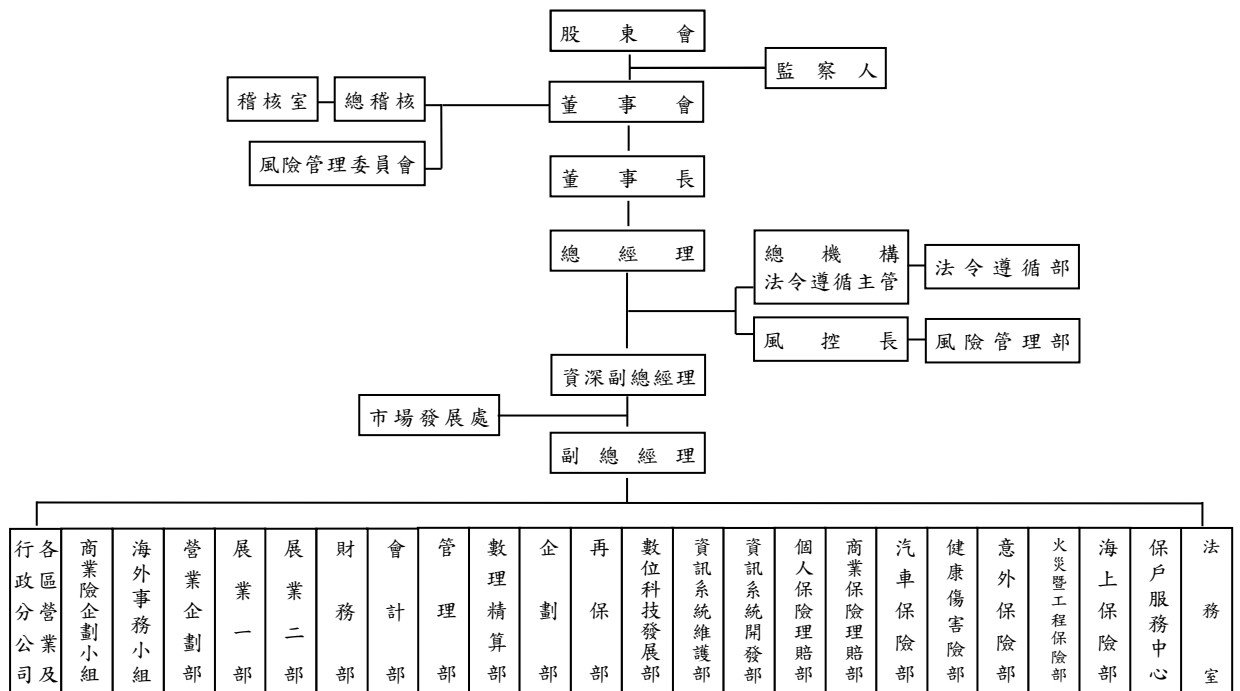 股東會
監察人
稽核室
總稽核
董事會
風險管理委員會
董事長
總經理
總機構
法令遵循主管
法令遵循部
風控長
風險管理部
資深副總經理
市場發展處
副總經理
各區營業及
行政分公司
商業險企劃小組
海外事務小組
營業企劃部
展業一部
展業二部
財務部
會計部
管理部
數理精算部
企劃部
再保部
數位科技發展部
資訊系統維護部
資訊系統開發部
個人保險理賠部
商業保險理賠部
汽車保險部
健康傷害險部
意外保險部
火災暨工程保險部
海上保險部
保戶服務中心
法務室